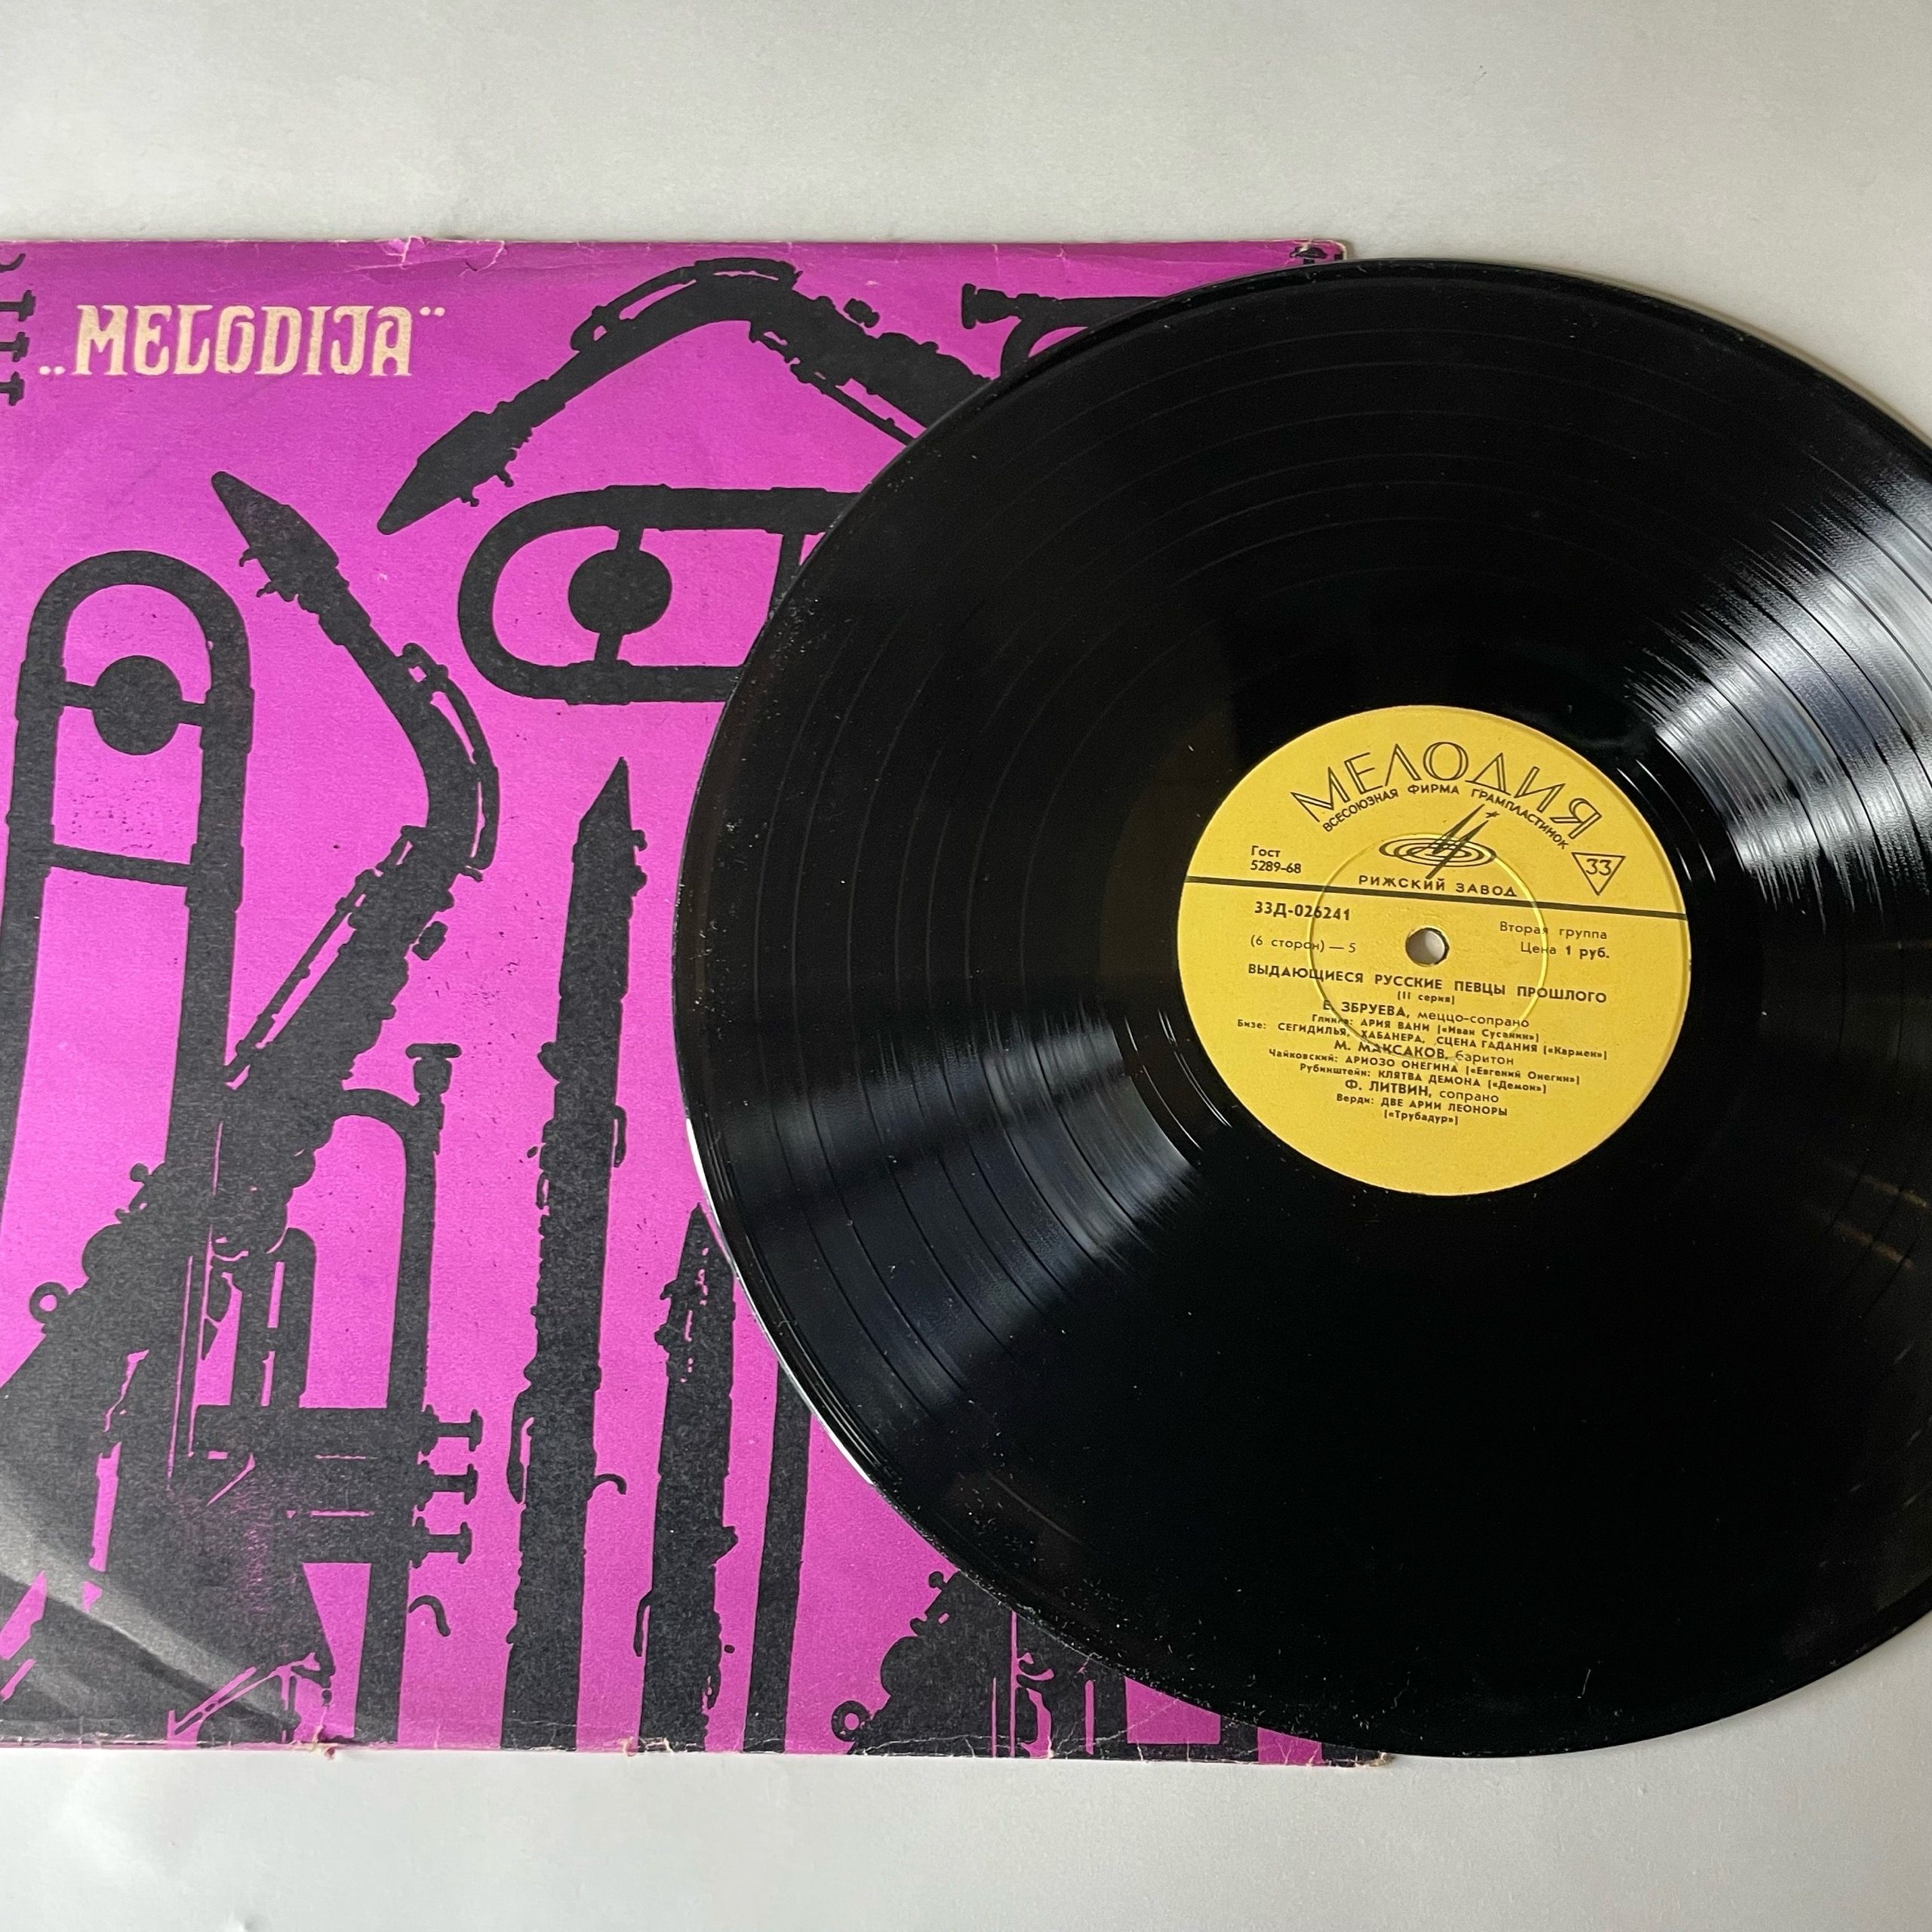 „MELODIJA"
МЕЛОДИЯ
ВСЕСОЮЗНАЯ ФИРМА ГРАМПЛАСТИНОК
Гост
5289-68
33
РИЖСКИЙ ЗАВОД
33Д-026241
Вторая группа
(6 сторон) — 5
Цена 1 руб.
ВЫДАЮЩИЕСЯ РУССКИЕ ПЕВЦЫ ПРОШЛОГО
(II серия)
Е. ЗБРУЕВА, меццо-сопрано
Глинка: АРИЯ ВАНИ («Иван Сусанин»)
Бизе: СЕГИДИЛЬЯ, ХАБАНЕРА, СЦЕНА ГАДАНИЯ («Кармен»)
М. МАКСАКОВ, баритон
Чайковский: АРИОЗО ОНЕГИНА («Евгений Онегин»)
Рубинштейн: КЛЯТВА ДЕМОНА («Демон»)
Ф. ЛИТВИН, сопрано
Верди: ДВЕ АРИИ ЛЕОНОРЫ
(«Трубадур»)